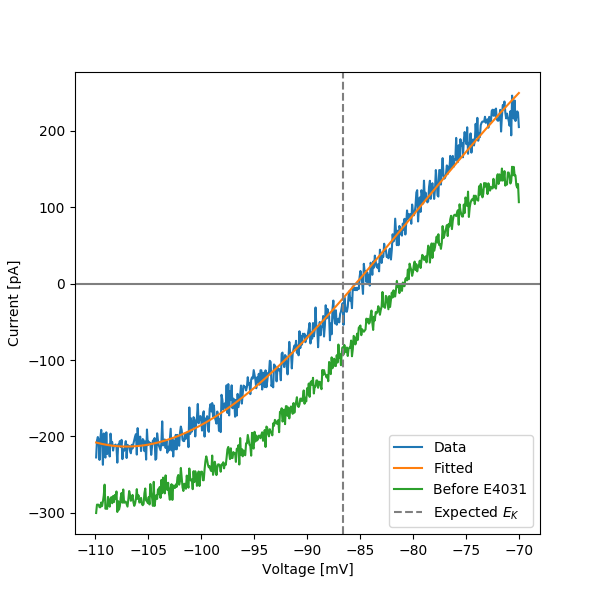 200
100
0
−100
−200
−300
Current [pA]
Data
Fitted
Before E4031
Expected E_K
−110 −105 −100 −95 −90 −85 −80 −75 −70
Voltage [mV]